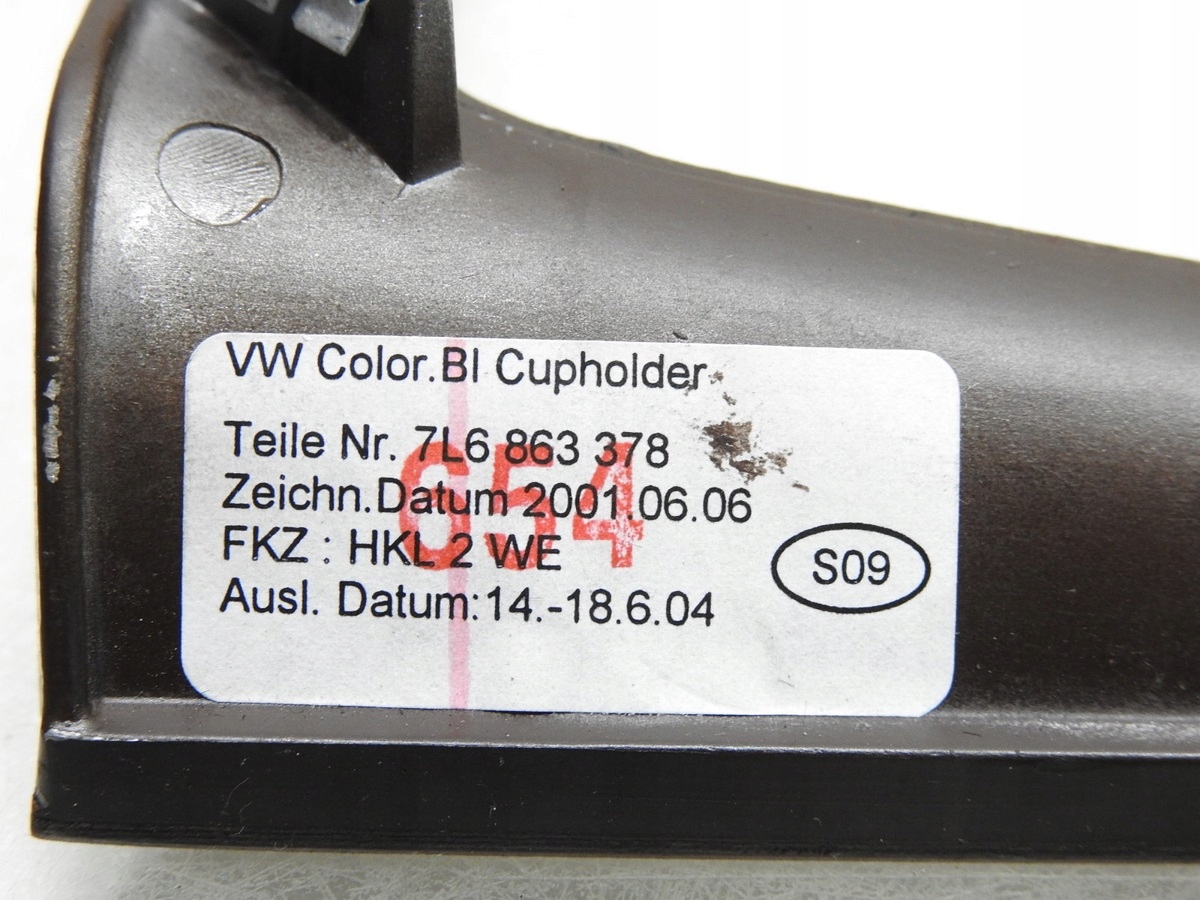 VW Color.Bl Cupholder
Teile Nr. 7L6 863 378
654
Zeichn.Datum 2001.06.06
FKZ : HKL 2 WE
S09
Ausl. Datum:14.-18.6.04